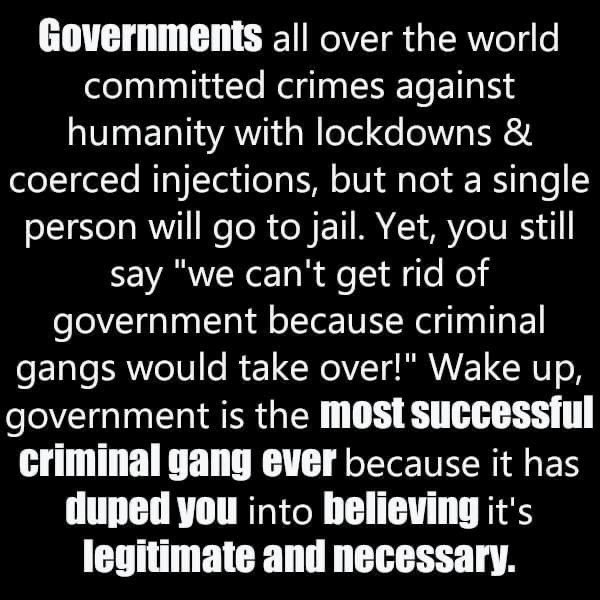 Governments all over the world
committed crimes against
humanity with lockdowns &
coerced injections, but not a single
person will go to jail. Yet, you still
say "we can't get rid of
government because criminal
gangs would take over!" Wake up,
government is the most successful
criminal gang ever because it has
duped you into believing it's
legitimate and necessary.